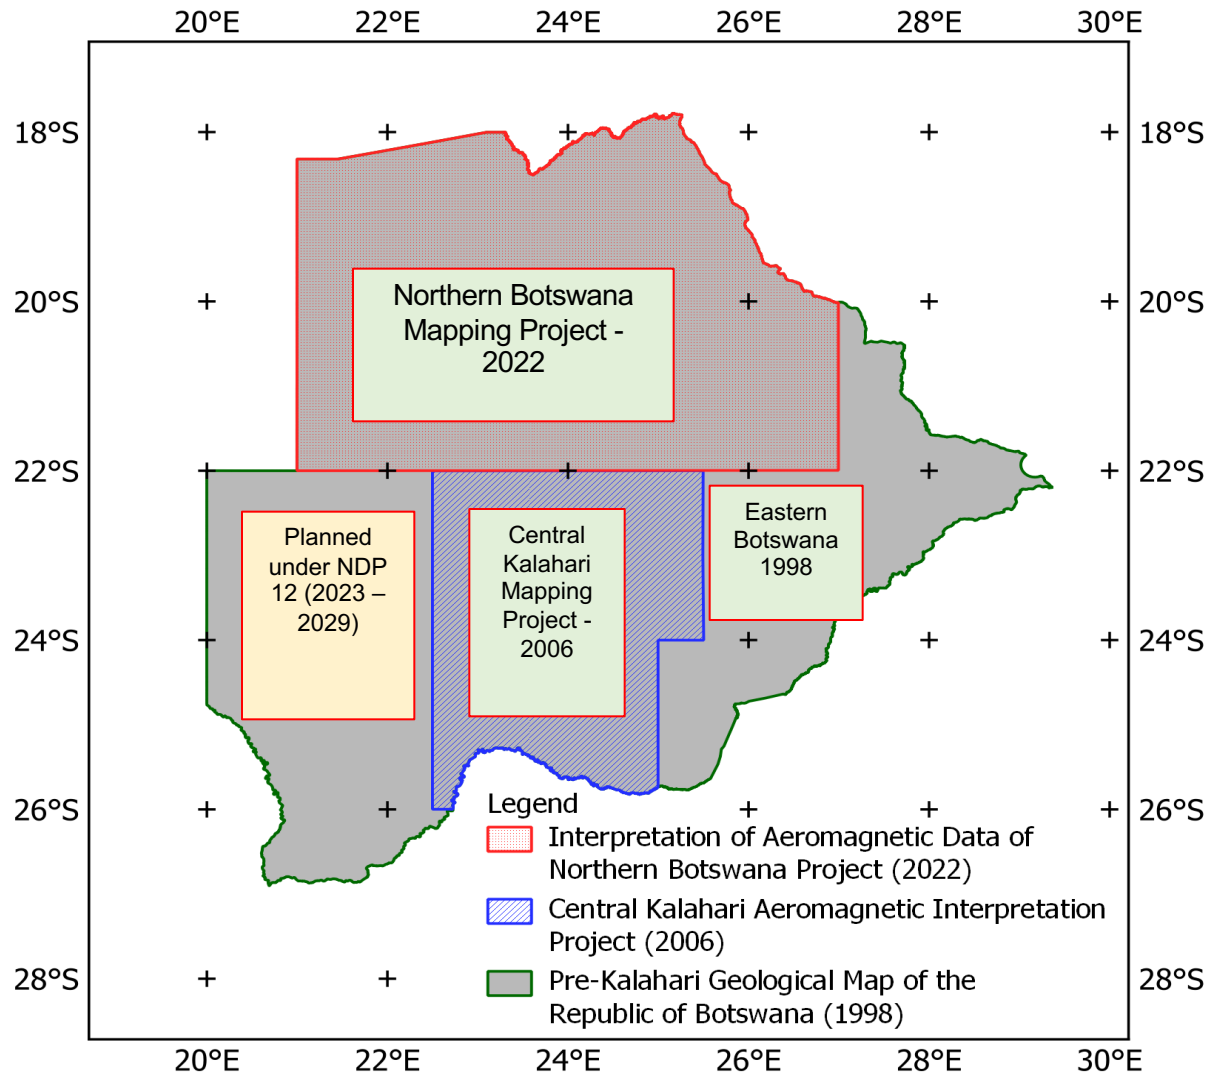 20°E 22°E 24°E 26°E 28°E 30°E
18°S 18°S
20°S 20°S
Northern Botswana
Mapping Project -
2022
22°S 22°S
Planned
under NDP
12 (2023 –
2029)
Central
Kalahari
Mapping
Project -
2006
Eastern
Botswana
1998
24°S 24°S
26°S 26°S
Legend
Interpretation of Aeromagnetic Data of
Northern Botswana Project (2022)
Central Kalahari Aeromagnetic Interpretation
Project (2006)
Pre-Kalahari Geological Map of the
Republic of Botswana (1998)
28°S 28°S
20°E 22°E 24°E 26°E 28°E 30°E